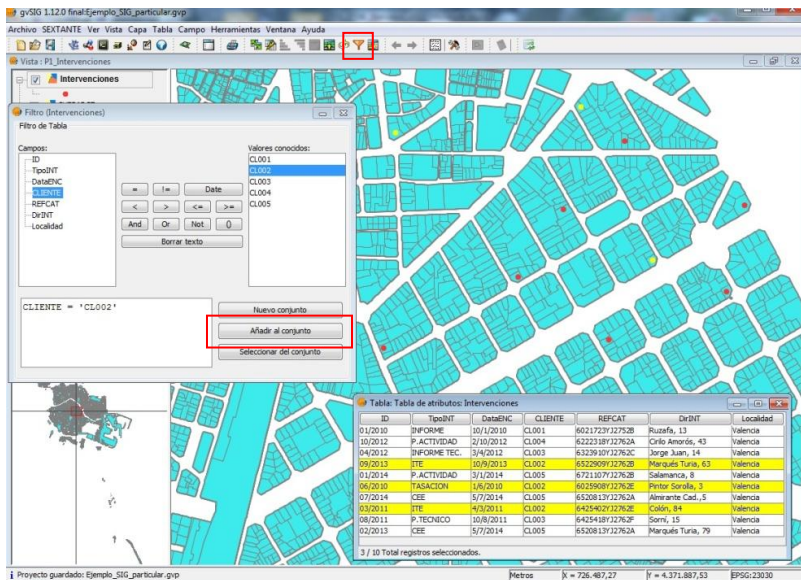 gvSIG 1.12.0 final:Ejemplo_SIG_particular.gvp
Archivo SEXTANTE Ver Vista Capa Tabla Campo Herramientas Ventana Ayuda
Vista : P1_Intervenciones
Intervenciones
Filtro (Intervenciones)
Filtro de Tabla
Campos:
Valores conocidos:
ID
TipoINT
DataENC
CLIENTE
REFCAT
DirINT
Localidad
= != Date
< > <= >=
And Or Not ()
Borrar texto
CL001
CL002
CL003
CL004
CL005
CLIENTE = 'CL002'
Nuevo conjunto
Añadir al conjunto
Seleccionar del conjunto
Tabla: Tabla de atributos: Intervenciones
ID TipoINT DataENC CLIENTE REFCAT DirINT Localidad
01/2010 INFORME 10/1/2010 CL001 6021723YJ2752B Ruzafa, 13 Valencia
10/2012 P.ACTIVIDAD 2/10/2012 CL004 6222318YJ2762A Cirilo Amorós, 43 Valencia
04/2012 INFORME TEC. 3/4/2012 CL003 6323910YJ2762C Jorge Juan, 14 Valencia
09/2013 ITE 10/9/2013 CL002 6522909YJ2762B Marqués Turia, 63 Valencia
01/2014 P.ACTIVIDAD 3/1/2014 CL005 6721107YJ2762B Salamanca, 8 Valencia
06/2010 TASACION 1/6/2010 CL002 6025908YJ2762E Pintor Sorolla, 3 Valencia
07/2014 CEE 5/7/2014 CL005 6520813YJ2762A Almirante Cad.,5 Valencia
03/2011 ITE 4/3/2011 CL002 6425402YJ2762E Colón, 84 Valencia
08/2011 P.TECNICO 10/8/2011 CL003 6425418YJ2762F Sorní, 15 Valencia
02/2013 CEE 5/7/2014 CL005 6520813YJ2762A Marqués Turia, 79 Valencia
3 / 10 Total registros seleccionados.
Proyecto guardado: Ejemplo_SIG_particular.gvp
Metros X = 726.487,27 Y = 4.371.887,53 EPSG:23030